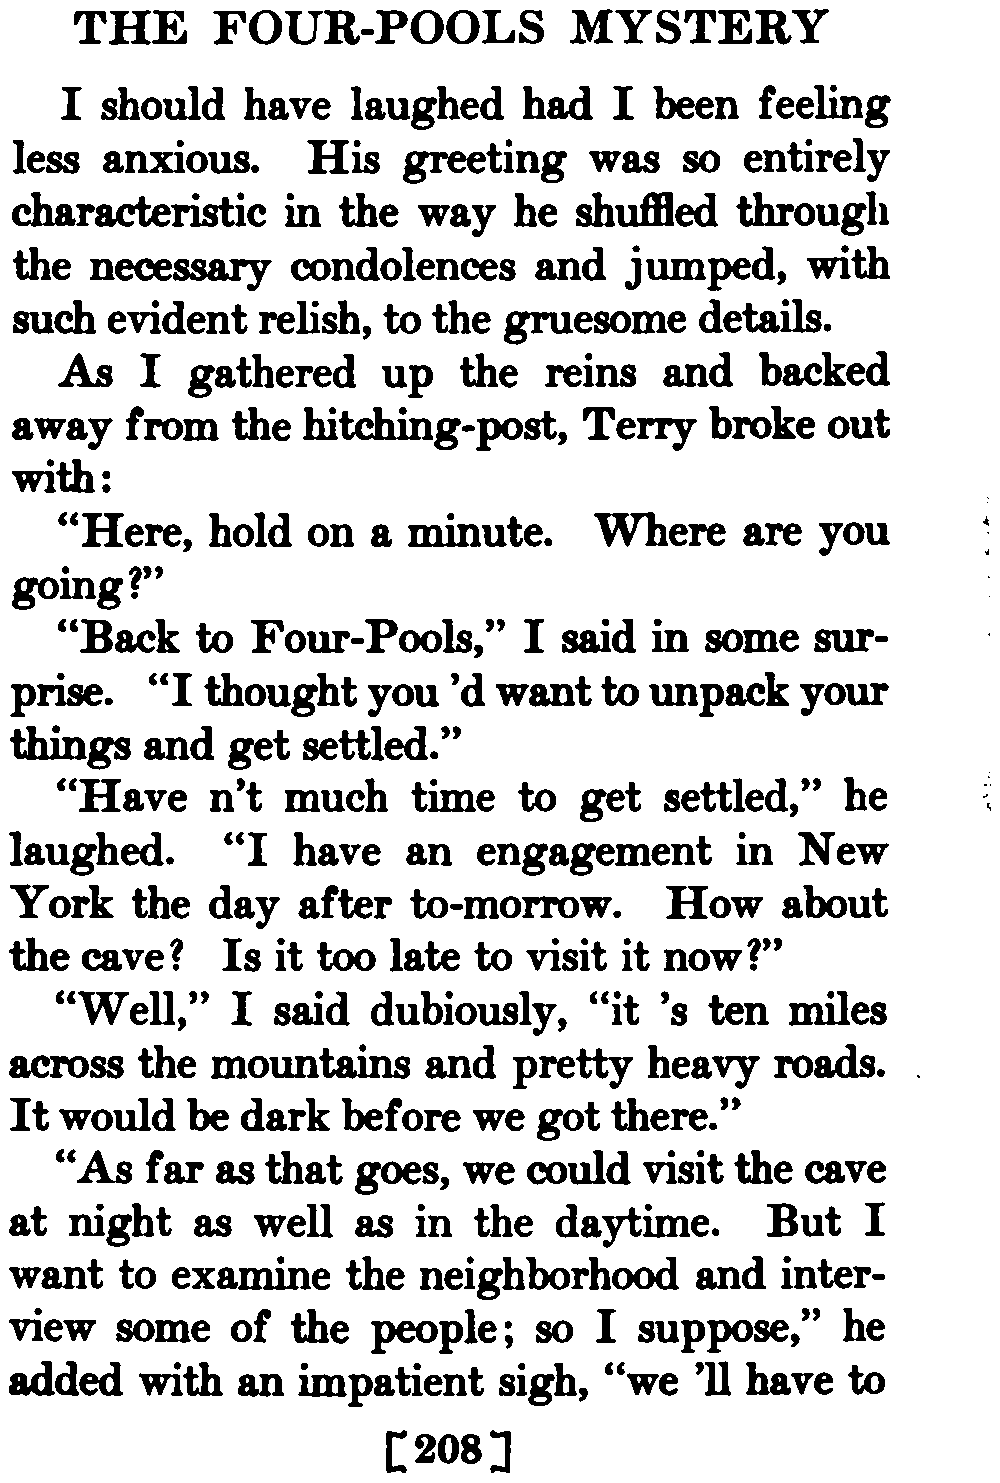 THE FOUR-POOLS MYSTERY
I should have laughed had I been feeling
less anxious. His greeting was so entirely
characteristic in the way he shuffled through
the necessary condolences and jumped, with
such evident relish, to the gruesome details.
As I gathered up the reins and backed
away from the hitching-post, Terry broke out
with:
“Here, hold on a minute. Where are you
going?”
“Back to Four-Pools,” I said in some sur-
prise. “I thought you 'd want to unpack your
things and get settled.”
“Have n't much time to get settled,” he
laughed. “I have an engagement in New
York the day after to-morrow. How about
the cave? Is it too late to visit it now?”
“Well,” I said dubiously, “it 's ten miles
across the mountains and pretty heavy roads.
It would be dark before we got there.”
“As far as that goes, we could visit the cave
at night as well as in the daytime. But I
want to examine the neighborhood and inter-
view some of the people; so I suppose,” he
added with an impatient sigh, “we 'll have to
[208]